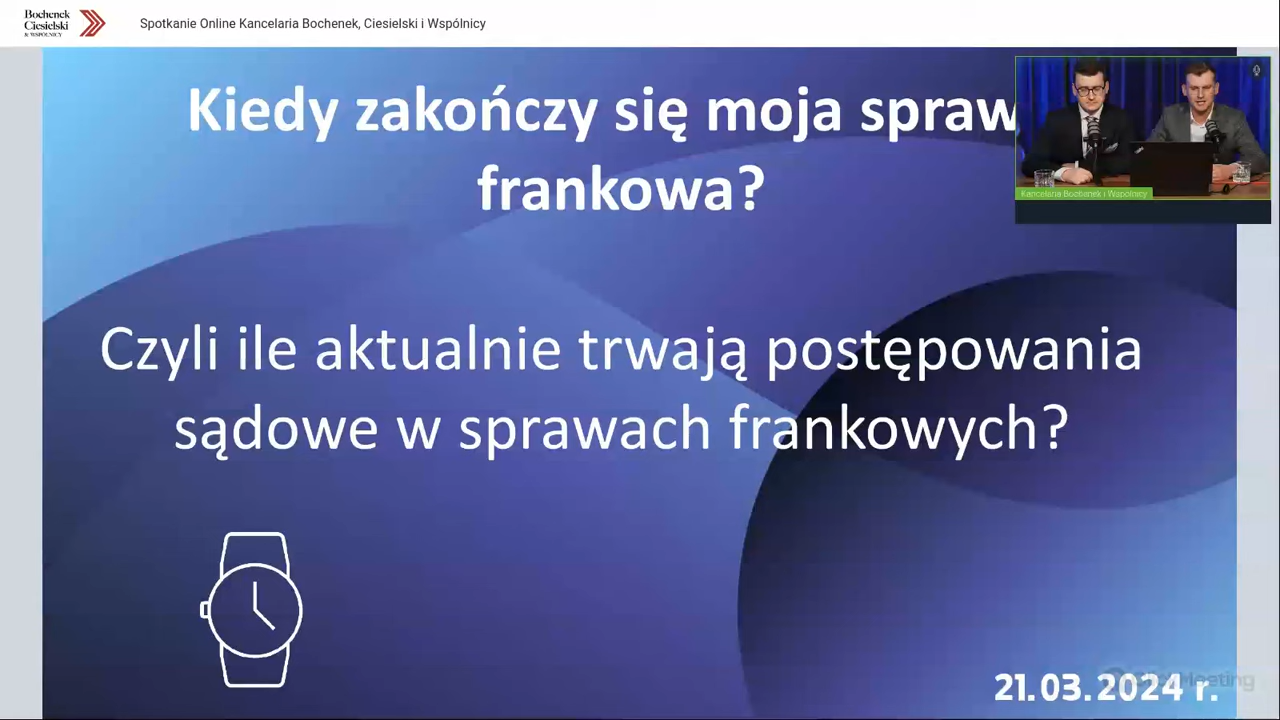 Bochenek
Ciesielski
& WSPÓLNICY
Spotkanie Online Kancelaria Bochenek, Ciesielski i Wspólnicy
Kiedy zakończy się moja spraw
frankowa?
Kancelaria Bochenek i Wspólnicy
Czyli ile aktualnie trwają postępowania
sądowe w sprawach frankowych?
21.03.2024 r.